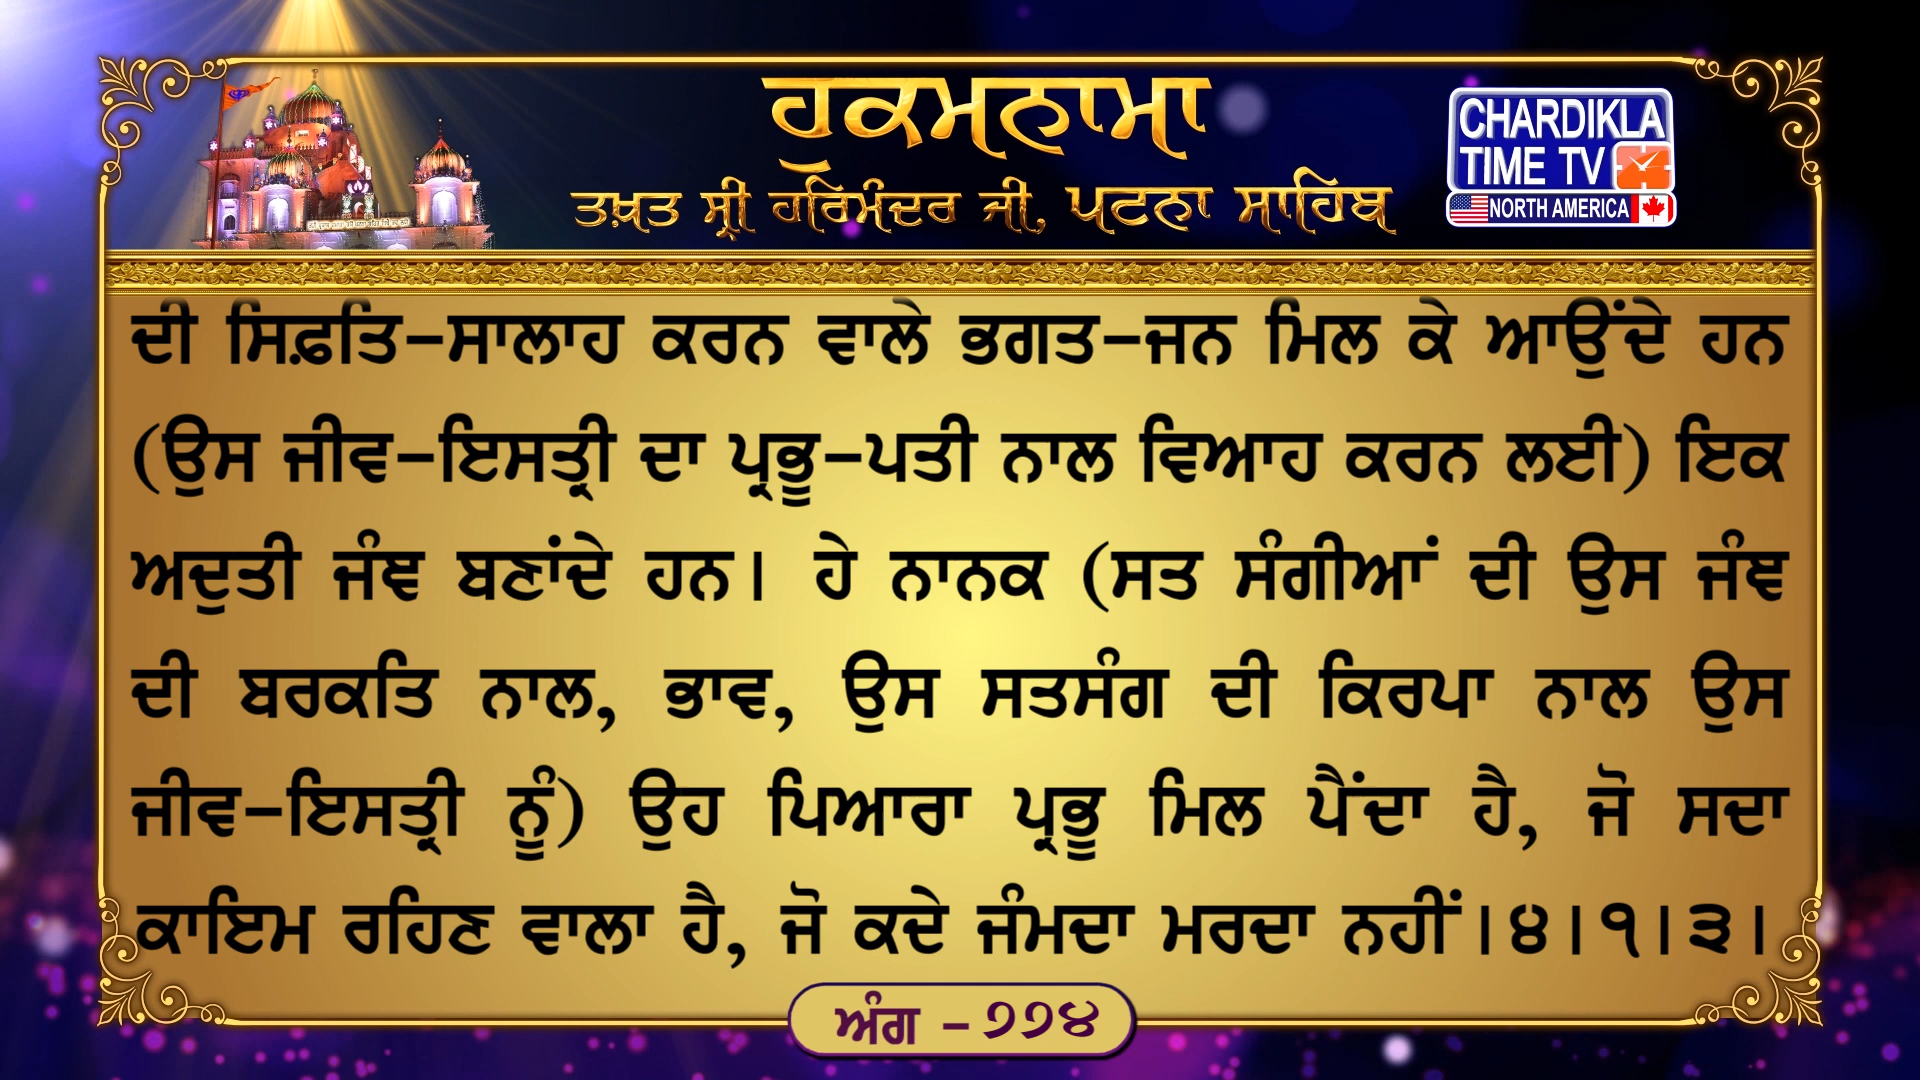 ਹੁਕਮਨਾਮਾ
ਤਖ਼ਤ ਸ੍ਰੀ ਹਰਿਮੰਦਰ ਜੀ, ਪਟਨਾ ਸਾਹਿਬ
CHARDIKLA
TIME TV
NORTH AMERICA
ਦੀ ਸਿਫ਼ਤਿ-ਸਾਲਾਹ ਕਰਨ ਵਾਲੇ ਭਗਤ-ਜਨ ਮਿਲ ਕੇ ਆਉਂਦੇ ਹਨ
(ਉਸ ਜੀਵ-ਇਸਤ੍ਰੀ ਦਾ ਪ੍ਰਭੂ-ਪਤੀ ਨਾਲ ਵਿਆਹ ਕਰਨ ਲਈ) ਇਕ
ਅਦੁਤੀ ਜੰਞ ਬਣਾਂਦੇ ਹਨ। ਹੇ ਨਾਨਕ (ਸਤ ਸੰਗੀਆਂ ਦੀ ਉਸ ਜੰਞ
ਦੀ ਬਰਕਤਿ ਨਾਲ, ਭਾਵ, ਉਸ ਸਤਸੰਗ ਦੀ ਕਿਰਪਾ ਨਾਲ ਉਸ
ਜੀਵ-ਇਸਤ੍ਰੀ ਨੂੰ) ਉਹ ਪਿਆਰਾ ਪ੍ਰਭੂ ਮਿਲ ਪੈਂਦਾ ਹੈ, ਜੋ ਸਦਾ
ਕਾਇਮ ਰਹਿਣ ਵਾਲਾ ਹੈ, ਜੋ ਕਦੇ ਜੰਮਦਾ ਮਰਦਾ ਨਹੀਂ।੪।੧।੩।
ਅੰਗ - ੭੭੪